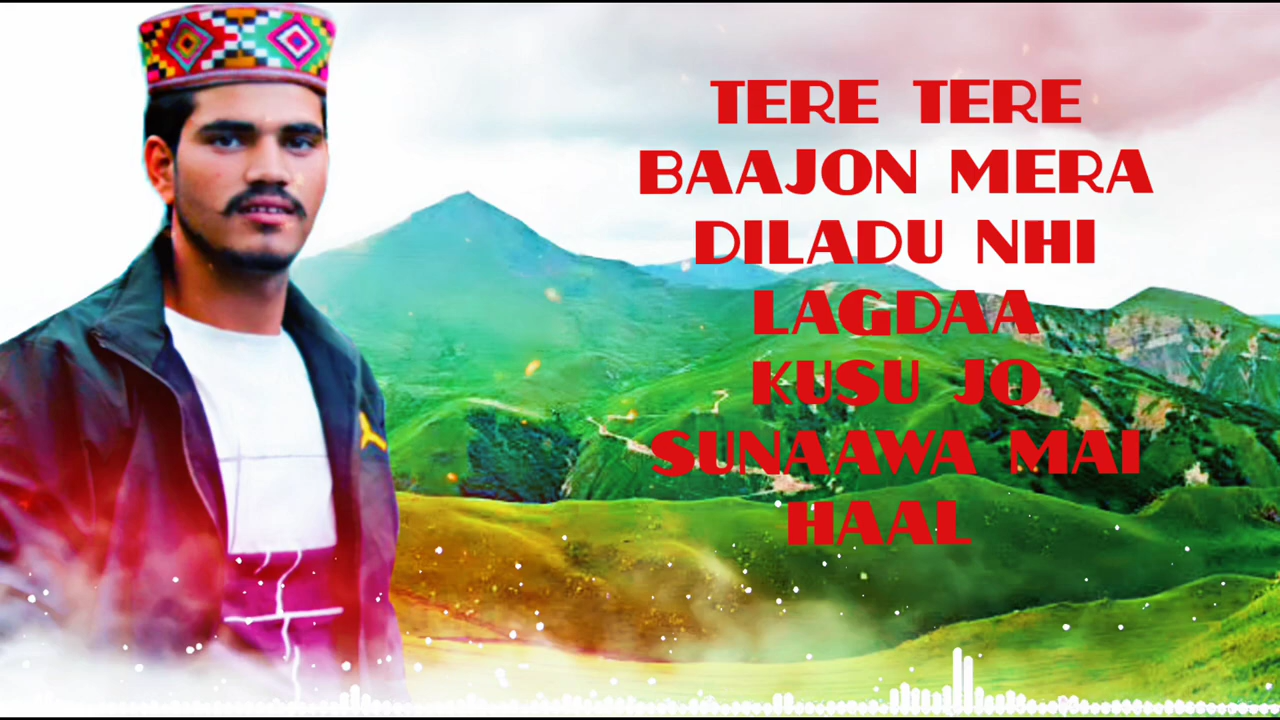 TERE TERE
BAAJON MERA
DILADU NHI
LAGDAA
KUSU JO
SUNAAWA MAI
HAAL